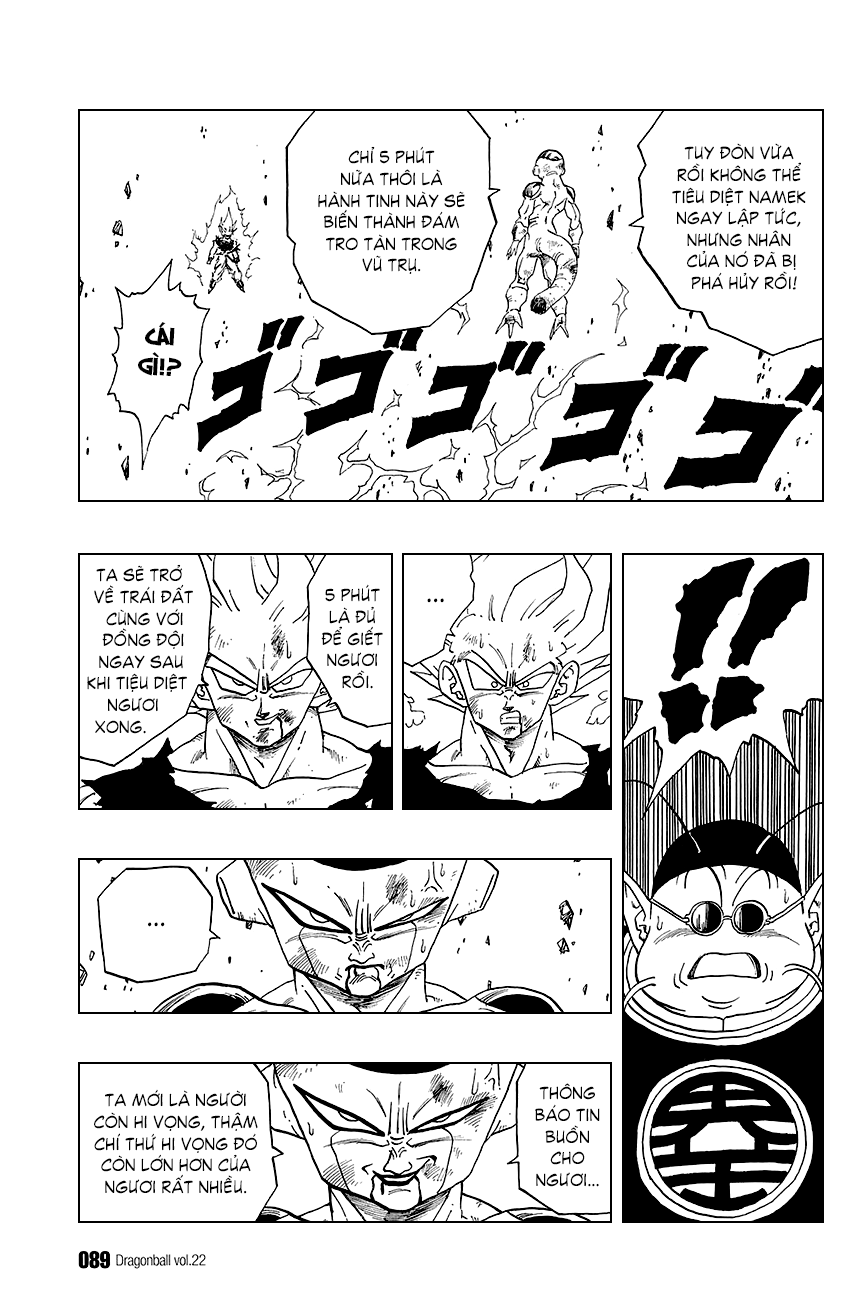 TUY ĐÒN VỪA
RỒI KHÔNG THỂ
TIÊU DIỆT NAMEK
NGAY LẬP TỨC,
NHƯNG NHÂN
CỦA NÓ ĐÃ BỊ
PHÁ HỦY RỒI!
CHỈ 5 PHÚT
NỮA THÔI LÀ
HÀNH TINH NÀY SẼ
BIẾN THÀNH ĐÁM
TRO TÀN TRONG
VŨ TRỤ.
CÁI
GÌ!?
ゴゴゴゴゴ
!!
...
5 PHÚT
LÀ ĐỦ
ĐỂ GIẾT
NGƯƠI
RỒI.
TA SẼ TRỞ
VỀ TRÁI ĐẤT
CÙNG VỚI
ĐỒNG ĐỘI
NGAY SAU
KHI TIÊU DIỆT
NGƯƠI
XONG.
...
THÔNG
BÁO TIN
BUỒN
CHO
NGƯƠI...
TA MỚI LÀ NGƯỜI
CÒN HI VỌNG, THẬM
CHÍ THỨ HI VỌNG ĐÓ
CÒN LỚN HƠN CỦA
NGƯƠI RẤT NHIỀU.
089 Dragonball vol.22